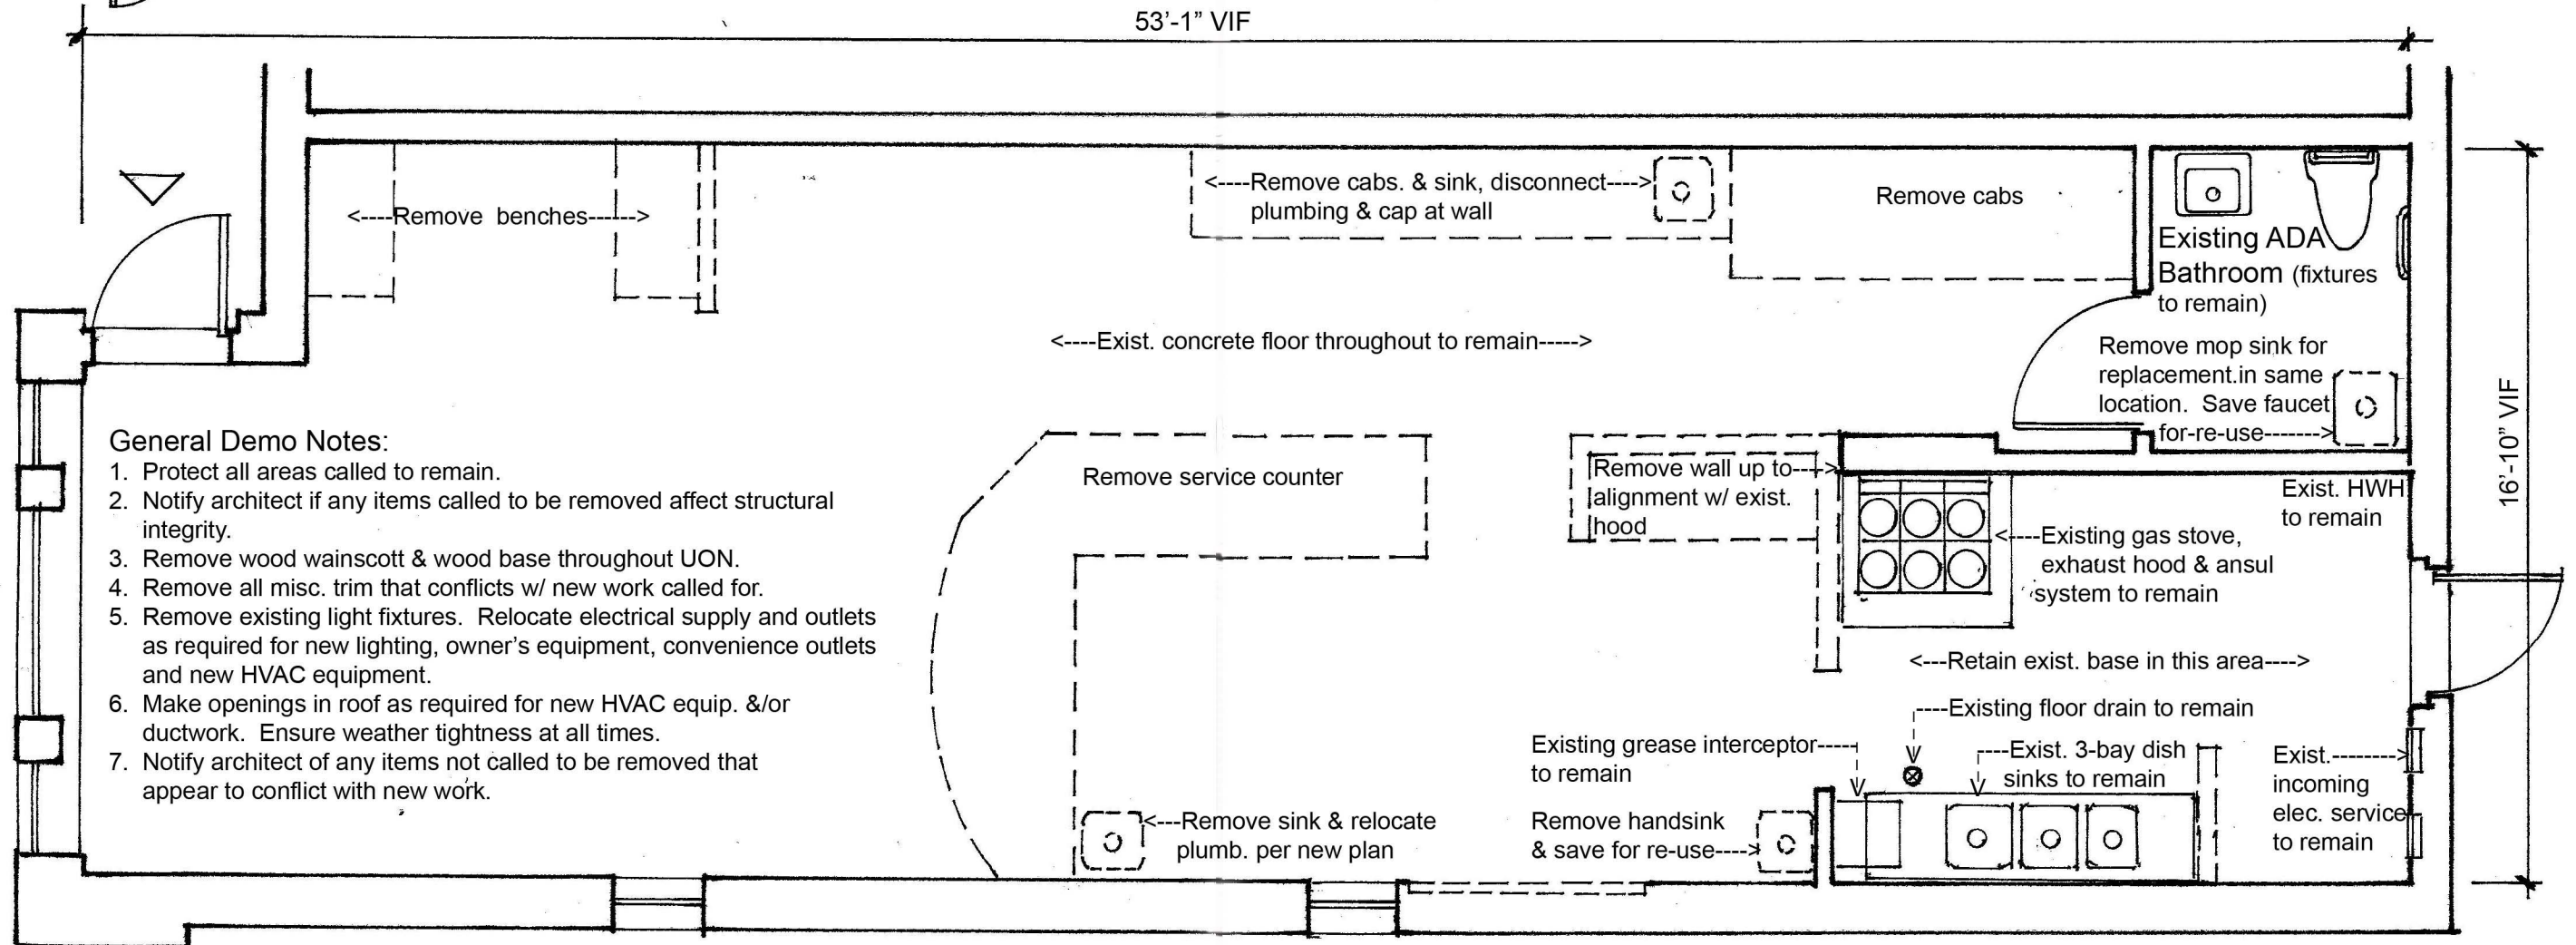 53’-1” VIF
<----Remove cabs. & sink, disconnect---->
plumbing & cap at wall
Remove cabs
<----Remove  benches------>
Existing ADA
Bathroom (fixtures
to remain)
<----Exist. concrete floor throughout to remain----->
Remove mop sink for
replacement.in same
location.  Save faucet
for-re-use------->
16’-10” VIF
General Demo Notes:
1.  Protect all areas called to remain.
2.  Notify architect if any items called to be removed affect structural
integrity.
3.  Remove wood wainscott & wood base throughout UON.
4.  Remove all misc. trim that conflicts w/ new work called for.
5.  Remove existing light fixtures.  Relocate electrical supply and outlets
as required for new lighting, owner’s equipment, convenience outlets
and new HVAC equipment.
6.  Make openings in roof as required for new HVAC equip. &/or
ductwork.  Ensure weather tightness at all times.
7.  Notify architect of any items not called to be removed that
appear to conflict with new work.
Remove service counter
Remove wall up to---->
alignment w/ exist.
hood
Exist. HWH
to remain
<----Existing gas stove,
exhaust hood & ansul
system to remain
<---Retain exist. base in this area---->
----Existing floor drain to remain
Existing grease interceptor-----
to remain
----Exist. 3-bay dish
sinks to remain
Exist.--------->
incoming
elec. service
to remain
<---Remove sink & relocate
plumb. per new plan
Remove handsink
& save for re-use---->